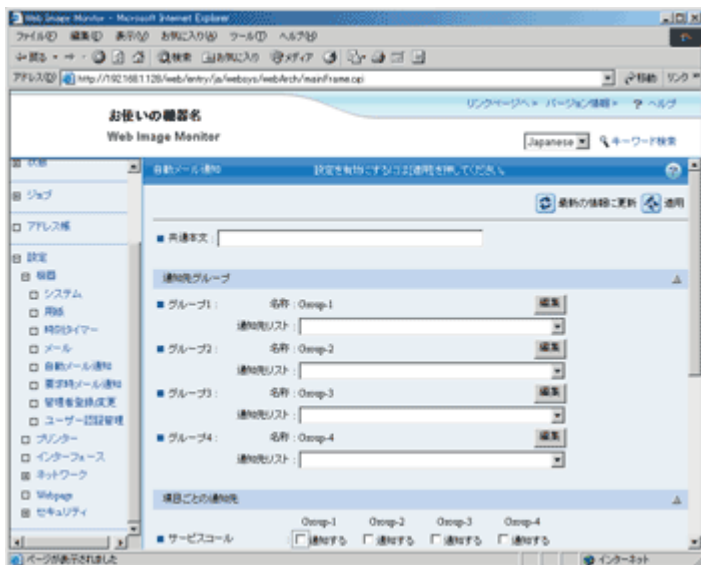 Web Image Monitor - Microsoft Internet Explorer
ファイル(F) 編集(E) 表示(V) お気に入り(A) ツール(T) ヘルプ(H)
戻る 検索 お気に入り メディア
アドレス(D) http://192.168.1.128/web/entry/ja/websys/webArch/mainFrame.cgi 移動 リンク »
お使いの機器名
Web Image Monitor
リンクページへ» バージョン情報» ? ヘルプ
Japanese キーワード検索
状態
ジョブ
アドレス帳
設定
機器
システム
用紙
時刻タイマー
メール
自動メール通知
要求時メール通知
管理者登録/変更
ユーザー認証管理
プリンター
インターフェース
ネットワーク
Webpage
セキュリティ
自動メール通知 設定を有効にするには[適用]を押してください。
最新の情報に更新 適用
共通本文 :
通知先グループ
グループ1 : 名称 : Group-1 編集
通知先リスト :
グループ2 : 名称 : Group-2 編集
通知先リスト :
グループ3 : 名称 : Group-3 編集
通知先リスト :
グループ4 : 名称 : Group-4 編集
通知先リスト :
項目ごとの通知先
Group-1 Group-2 Group-3 Group-4
サービスコール : 通知する 通知する 通知する 通知する
ページが表示されました インターネット